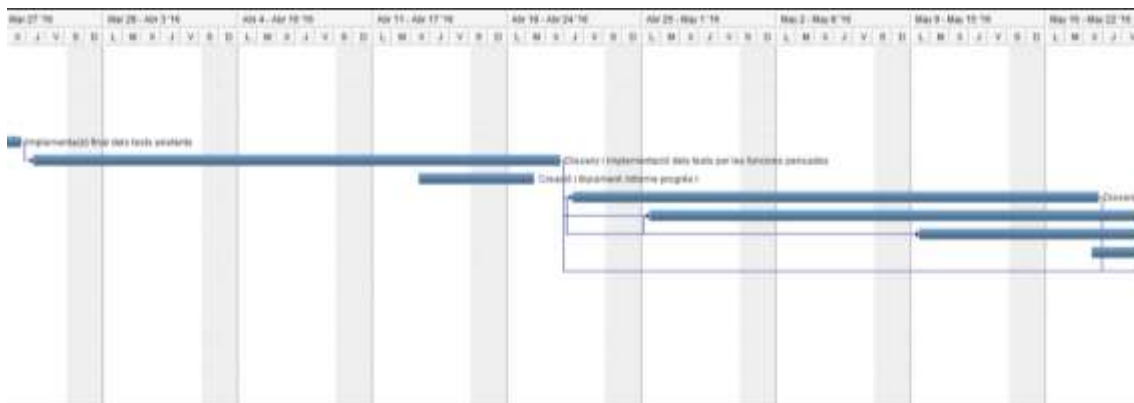 Mar 27 '16 Mar 28 - Abr 3 '16 Abr 4 - Abr 10 '16 Abr 11 - Abr 17 '16 Abr 18 - Abr 24 '16 Abr 25 - May 1 '16 May 2 - May 8 '16 May 9 - May 15 '16 May 16 - May 22 '16
X J V S D L M X J V S D L M X J V S D L M X J V S D L M X J V S D L M X J V S D L M X J V S D L M X J V S D L M X J V
Implementació final dels tests existents
Disseny i implementació dels tests per les funcions pensades
Creació i document informe progrés I
Disseny